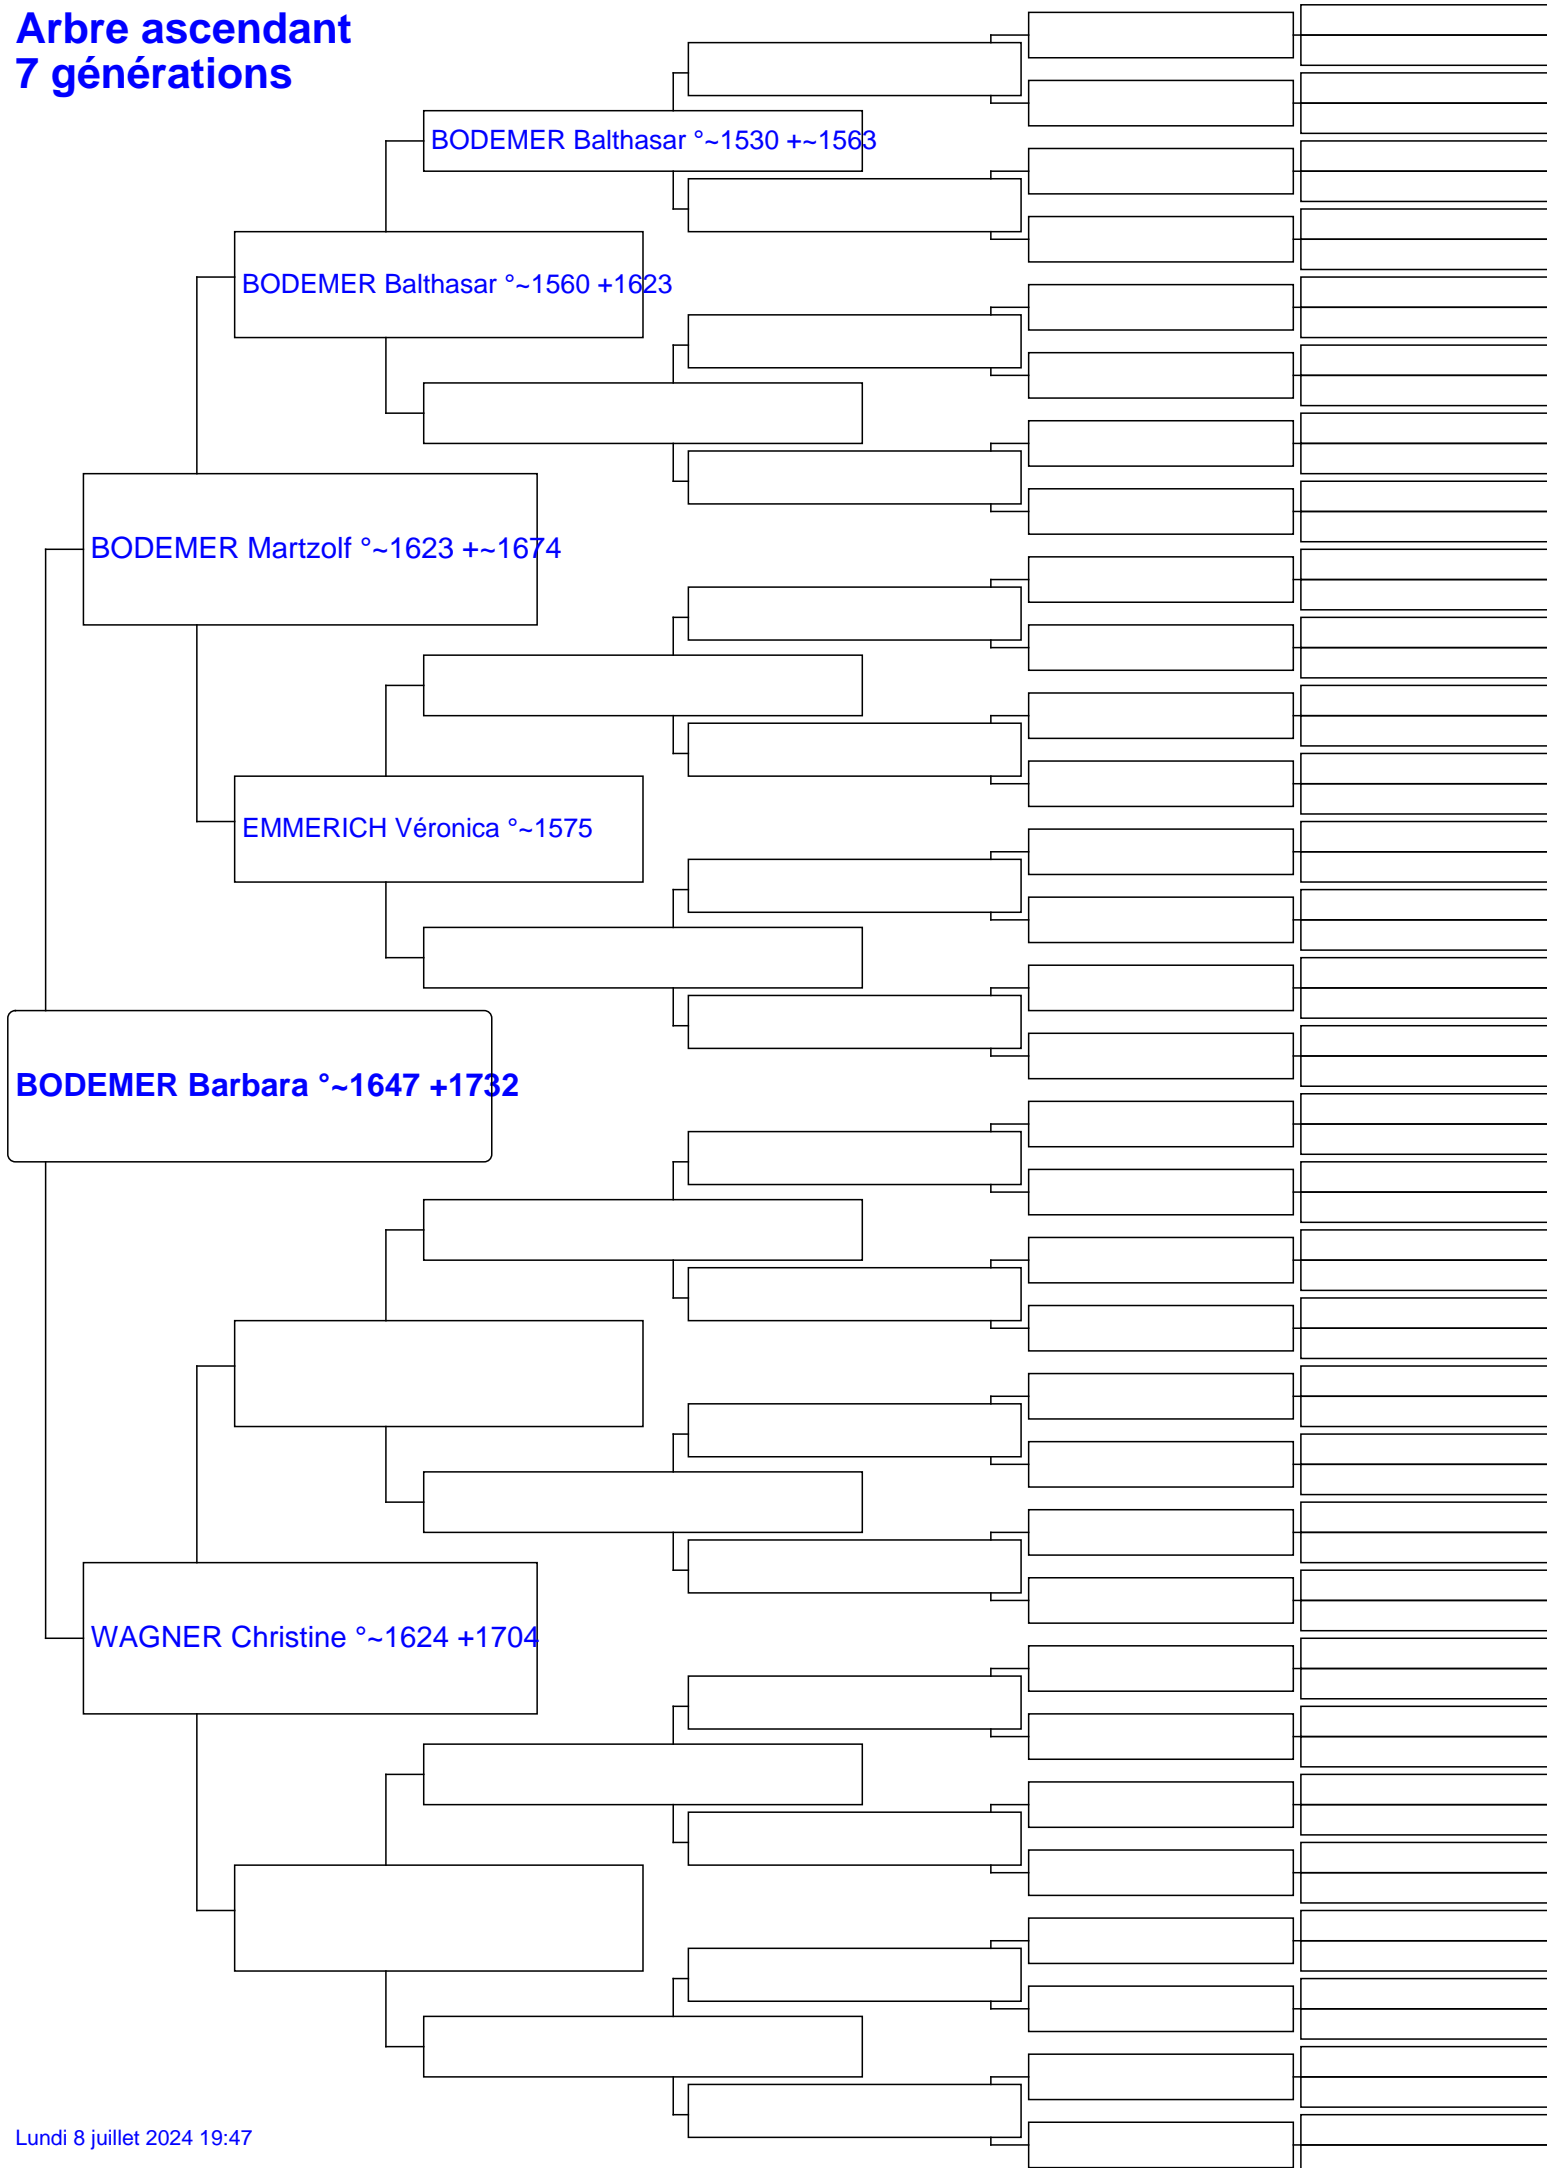 Arbre ascendant
7 générations
BODEMER Balthasar °~1530 +~1563
BODEMER Balthasar °~1560 +1623
BODEMER Martzolf °~1623 +~1674
EMMERICH Véronica °~1575
BODEMER Barbara °~1647 +1732
WAGNER Christine °~1624 +1704
Lundi 8 juillet 2024 19:47